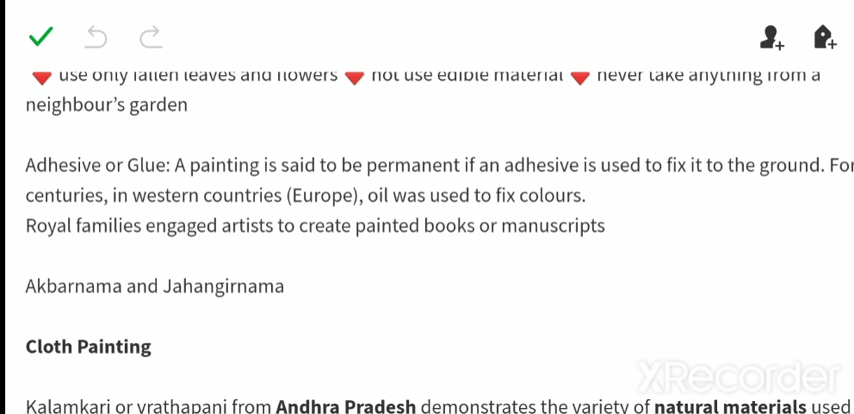 use only fallen leaves and flowers not use edible material never take anything from a
neighbour's garden
Adhesive or Glue: A painting is said to be permanent if an adhesive is used to fix it to the ground. For
centuries, in western countries (Europe), oil was used to fix colours.
Royal families engaged artists to create painted books or manuscripts
Akbarnama and Jahangirnama
Cloth Painting
XRecorder
Kalamkari or vrathapani from Andhra Pradesh demonstrates the variety of natural materials used